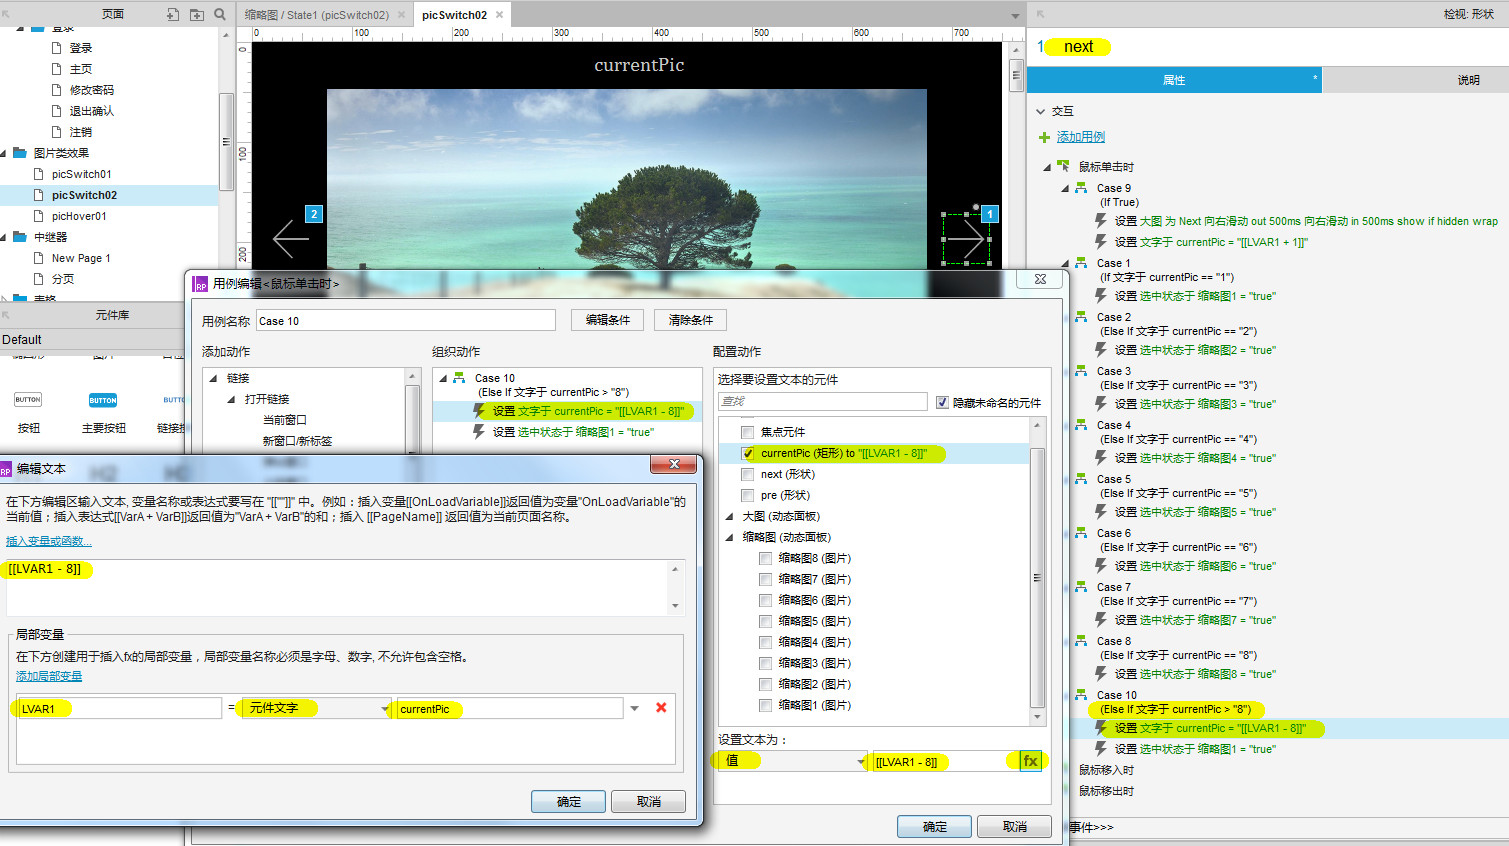 页面
登录
登录
主页
修改密码
退出确认
注销
图片类效果
picSwitch01
picSwitch02
picHover01
中继器
New Page 1
分页
表格
元件库
Default
BUTTON
BUTTON
BUTT
按钮
主要按钮
链接按
缩略图 / State1 (picSwitch02)
picSwitch02
0
100
200
300
400
500
600
700
0
100
200
currentPic
2
1
检视: 形状
1
next
属性
*
说明
交互
添加用例
鼠标单击时
Case 9
(If True)
设置 大图 为 Next 向右滑动 out 500ms 向右滑动 in 500ms show if hidden wrap
设置 文字于 currentPic = "[[LVAR1 + 1]]"
Case 1
(If 文字于 currentPic == "1")
设置 选中状态于 缩略图1 = "true"
Case 2
(Else If 文字于 currentPic == "2")
设置 选中状态于 缩略图2 = "true"
Case 3
(Else If 文字于 currentPic == "3")
设置 选中状态于 缩略图3 = "true"
Case 4
(Else If 文字于 currentPic == "4")
设置 选中状态于 缩略图4 = "true"
Case 5
(Else If 文字于 currentPic == "5")
设置 选中状态于 缩略图5 = "true"
Case 6
(Else If 文字于 currentPic == "6")
设置 选中状态于 缩略图6 = "true"
Case 7
(Else If 文字于 currentPic == "7")
设置 选中状态于 缩略图7 = "true"
Case 8
(Else If 文字于 currentPic == "8")
设置 选中状态于 缩略图8 = "true"
Case 10
(Else If 文字于 currentPic > "8")
设置 文字于 currentPic = "[[LVAR1 - 8]]"
设置 选中状态于 缩略图1 = "true"
鼠标移入时
鼠标移出时
事件>>>
RP
用例编辑<鼠标单击时>
用例名称
Case 10
编辑条件
清除条件
添加动作
组织动作
配置动作
链接
打开链接
当前窗口
新窗口/新标签
Case 10
(Else If 文字于 currentPic > "8")
设置 文字于 currentPic = "[[LVAR1 - 8]]"
设置 选中状态于 缩略图1 = "true"
选择要设置文本的元件
查找
隐藏未命名的元件
焦点元件
currentPic (矩形) to "[[LVAR1 - 8]]"
next (形状)
pre (形状)
大图 (动态面板)
缩略图 (动态面板)
缩略图8 (图片)
缩略图7 (图片)
缩略图6 (图片)
缩略图5 (图片)
缩略图4 (图片)
缩略图3 (图片)
缩略图2 (图片)
缩略图1 (图片)
设置文本为：
值
[[LVAR1 - 8]]
fx
确定
取消
RP
编辑文本
在下方编辑区输入文本, 变量名称或表达式要写在 "[[""]]" 中。例如：插入变量[[OnLoadVariable]]返回值为变量"OnLoadVariable"的
当前值；插入表达式[[VarA + VarB]]返回值为"VarA + VarB"的和；插入 [[PageName]] 返回值为当前页面名称。
插入变量或函数...
[[LVAR1 - 8]]
局部变量
在下方创建用于插入fx的局部变量，局部变量名称必须是字母、数字, 不允许包含空格。
添加局部变量
LVAR1
=
元件文字
currentPic
确定
取消